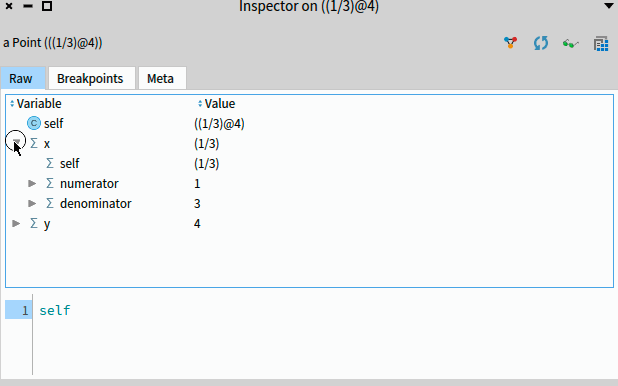 Inspector on ((1/3)@4)
a Point (((1/3)@4))
Raw Breakpoints Meta
Variable Value
C self ((1/3)@4)
Σ x (1/3)
Σ self (1/3)
Σ numerator 1
Σ denominator 3
Σ y 4
1 self